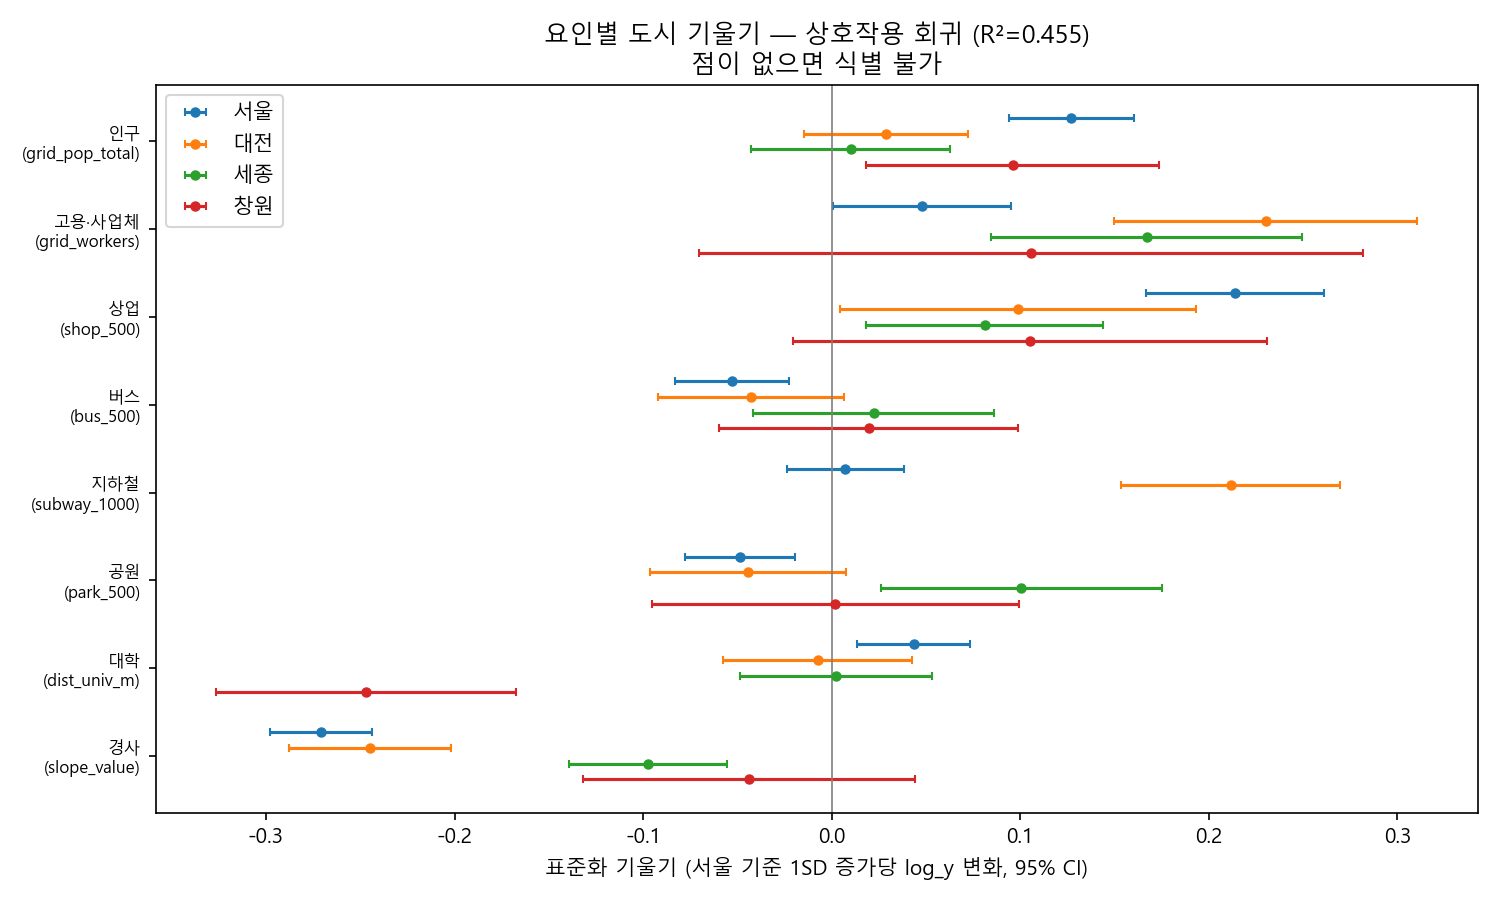 요인별 도시 기울기 — 상호작용 회귀 (R²=0.455)
점이 없으면 식별 불가
서울
대전
세종
창원
인구
(grid_pop_total)
고용·사업체
(grid_workers)
상업
(shop_500)
버스
(bus_500)
지하철
(subway_1000)
공원
(park_500)
대학
(dist_univ_m)
경사
(slope_value)
-0.3
-0.2
-0.1
0.0
0.1
0.2
0.3
표준화 기울기 (서울 기준 1SD 증가당 log_y 변화, 95% CI)